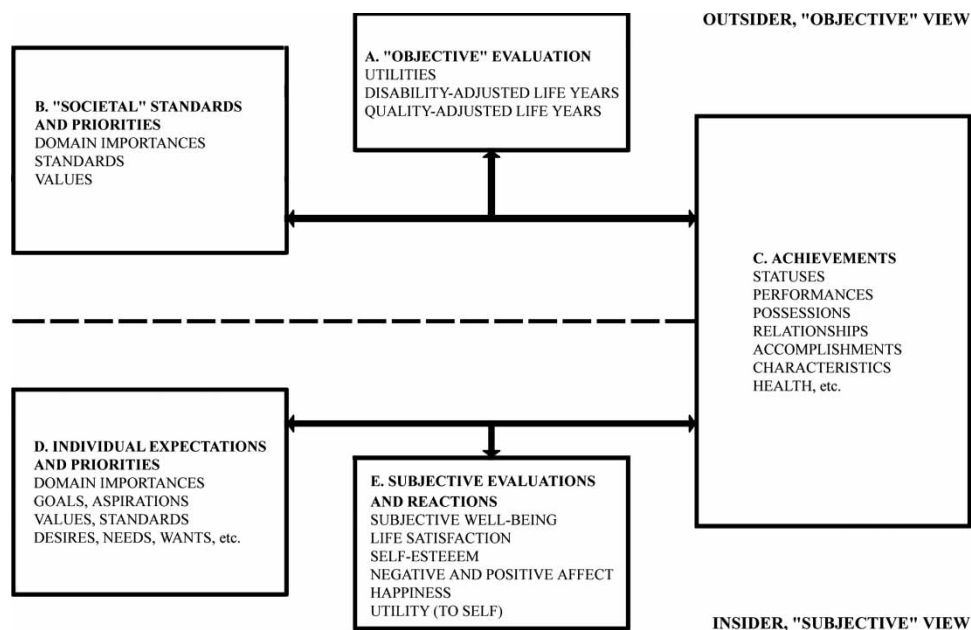 OUTSIDER, "OBJECTIVE" VIEW
A. "OBJECTIVE" EVALUATION
UTILITIES
DISABILITY-ADJUSTED LIFE YEARS
QUALITY-ADJUSTED LIFE YEARS
B. "SOCIETAL" STANDARDS
AND PRIORITIES
DOMAIN IMPORTANCES
STANDARDS
VALUES
C. ACHIEVEMENTS
STATUSES
PERFORMANCES
POSSESSIONS
RELATIONSHIPS
ACCOMPLISHMENTS
CHARACTERISTICS
HEALTH, etc.
D. INDIVIDUAL EXPECTATIONS
AND PRIORITIES
DOMAIN IMPORTANCES
GOALS, ASPIRATIONS
VALUES, STANDARDS
DESIRES, NEEDS, WANTS, etc.
E. SUBJECTIVE EVALUATIONS
AND REACTIONS
SUBJECTIVE WELL-BEING
LIFE SATISFACTION
SELF-ESTEEEM
NEGATIVE AND POSITIVE AFFECT
HAPPINESS
UTILITY (TO SELF)
INSIDER, "SUBJECTIVE" VIEW